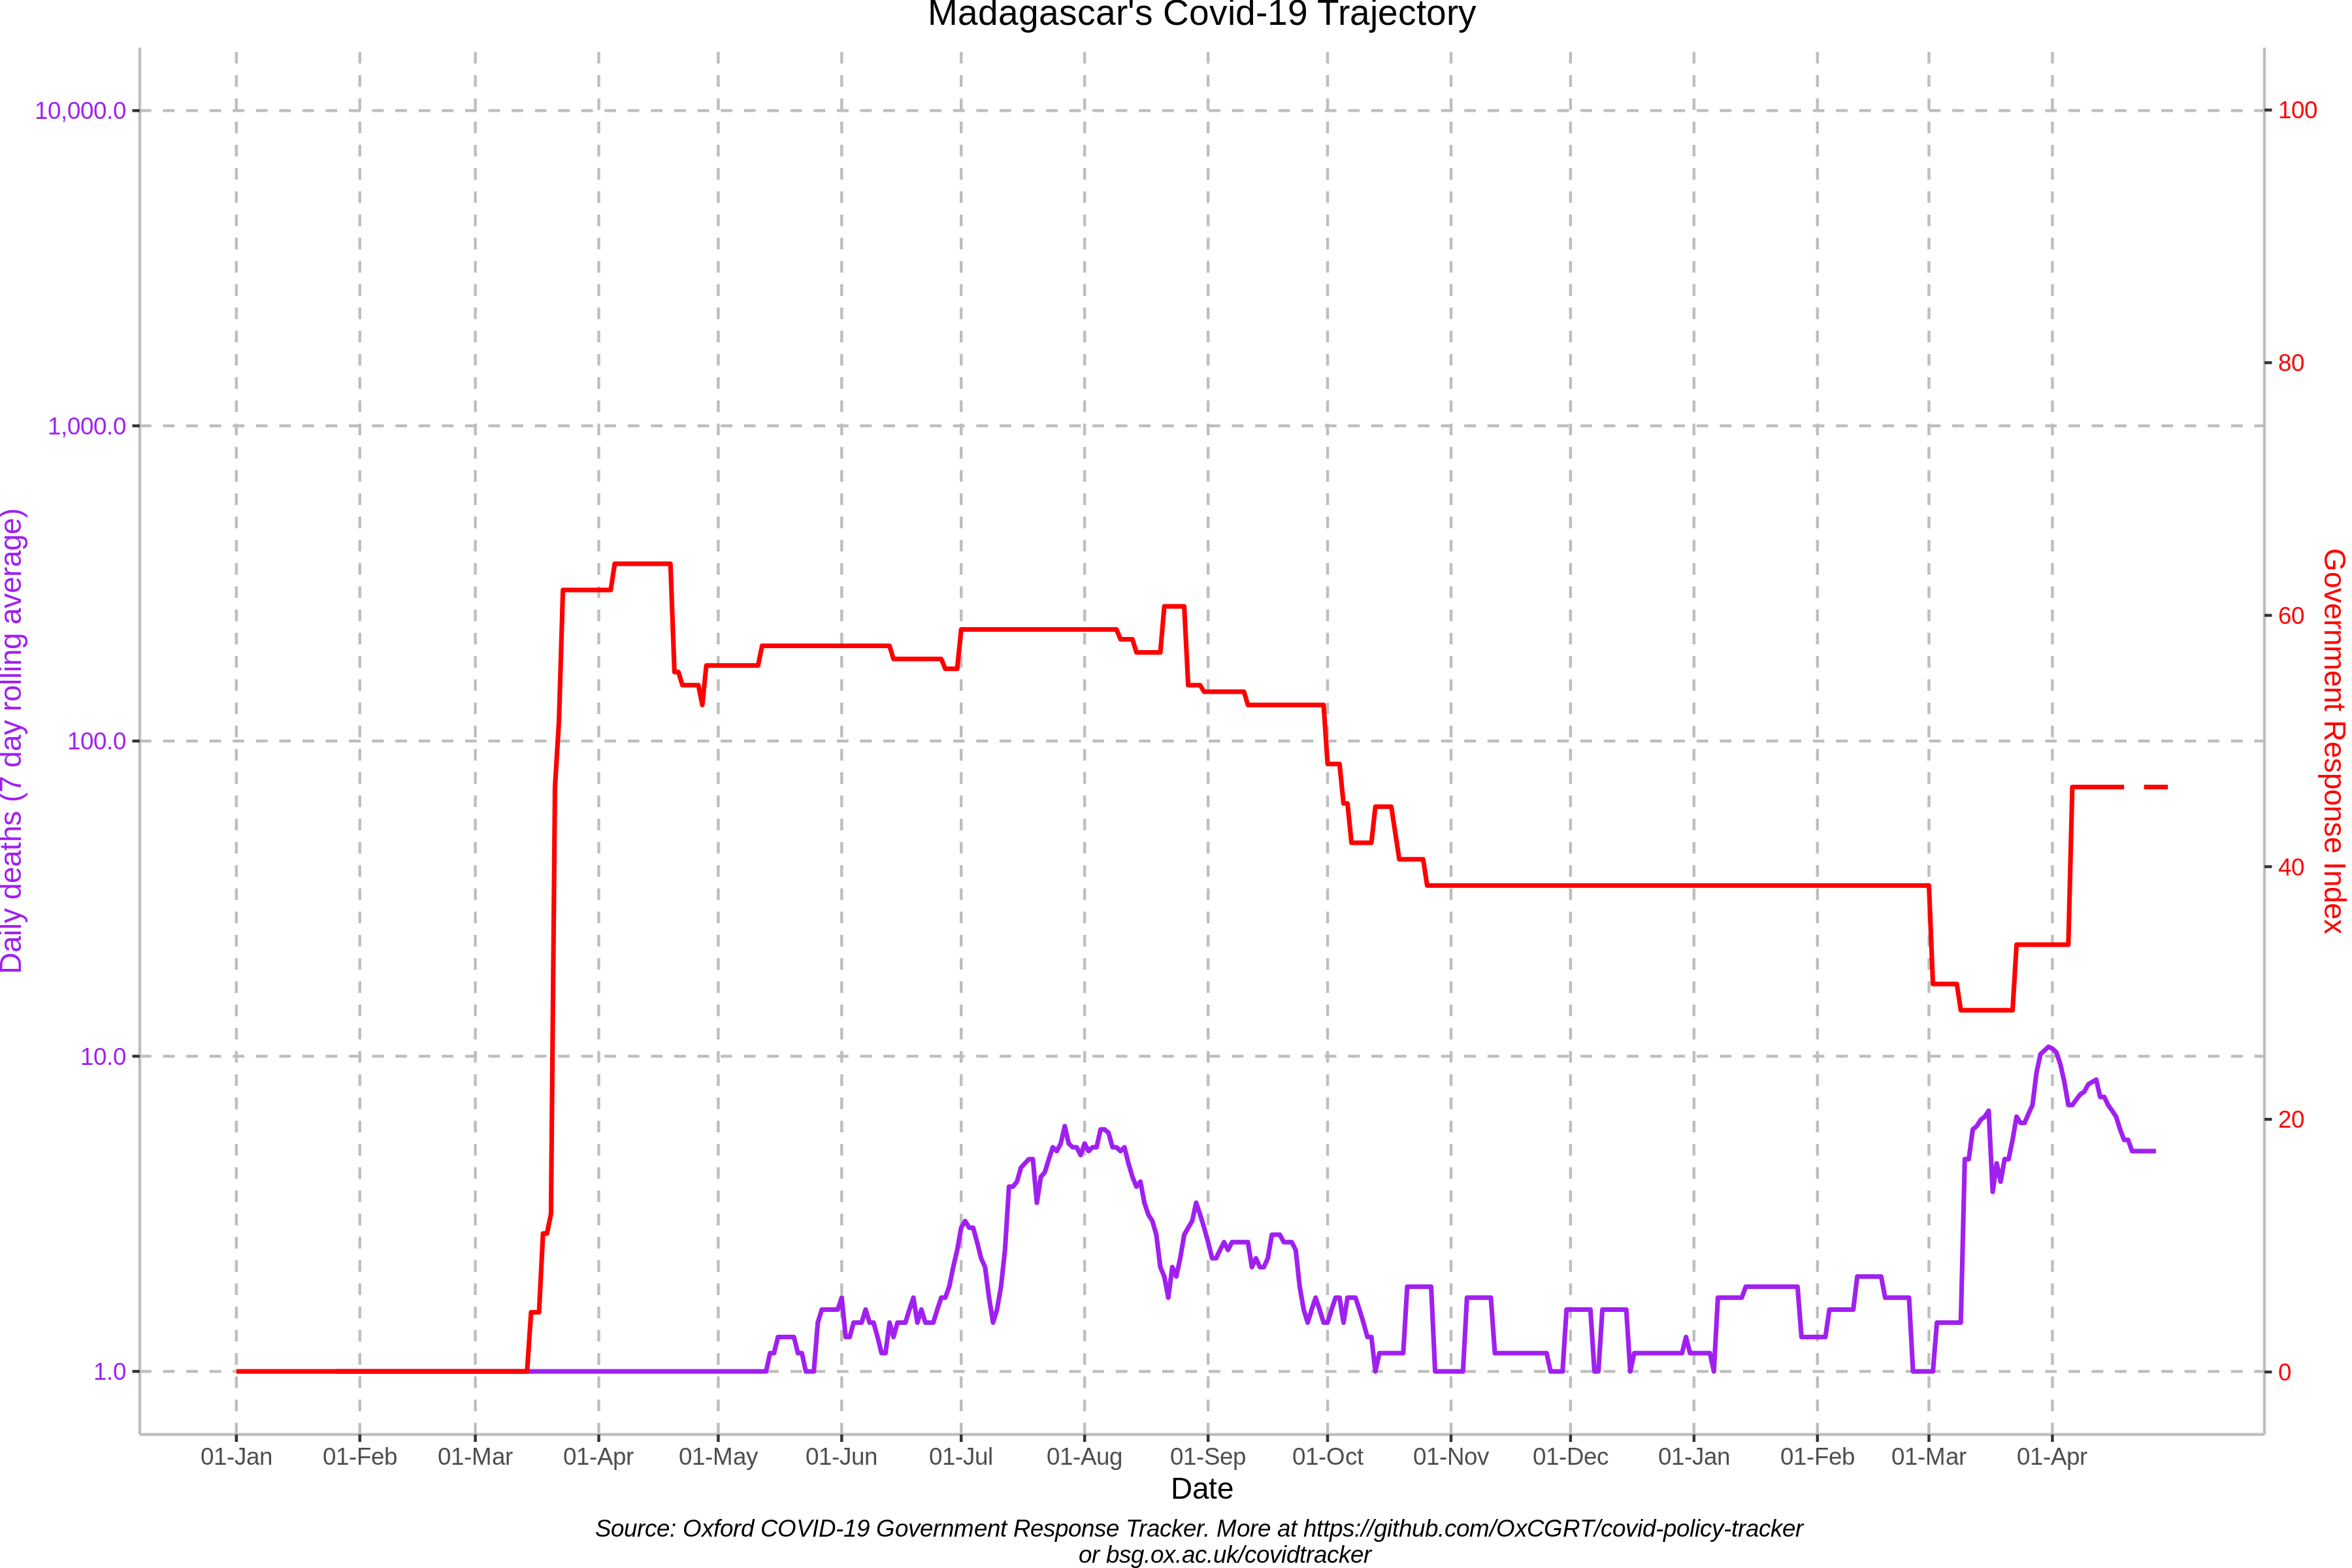 Madagascar's Covid-19 Trajectory
10,000.0
1,000.0
100.0
10.0
1.0
Daily deaths (7 day rolling average)
100
80
60
40
20
0
Government Response Index
01-Jan 01-Feb 01-Mar 01-Apr 01-May 01-Jun 01-Jul 01-Aug 01-Sep 01-Oct 01-Nov 01-Dec 01-Jan 01-Feb 01-Mar 01-Apr
Date
Source: Oxford COVID-19 Government Response Tracker. More at https://github.com/OxCGRT/covid-policy-tracker
or bsg.ox.ac.uk/covidtracker